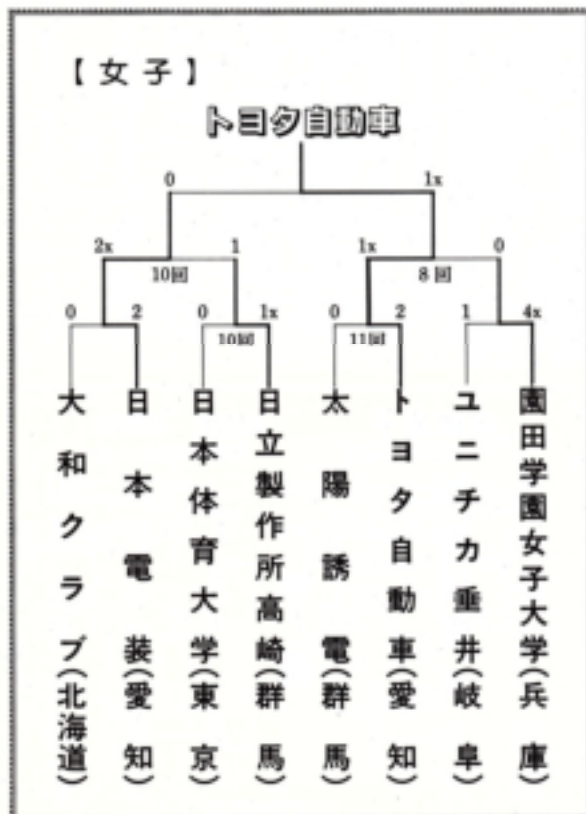 【女子】
トヨタ自動車
0 1x
2x 1 1x 0
10回 8回
0 2 0 1x 0 2 1 4x
10回 11回
大和クラブ(北海道)
日本電装(愛知)
日本体育大学(東京)
日立製作所高崎(群馬)
太陽誘電(群馬)
トヨタ自動車(愛知)
ユニチカ垂井(岐阜)
園田学園女子大学(兵庫)